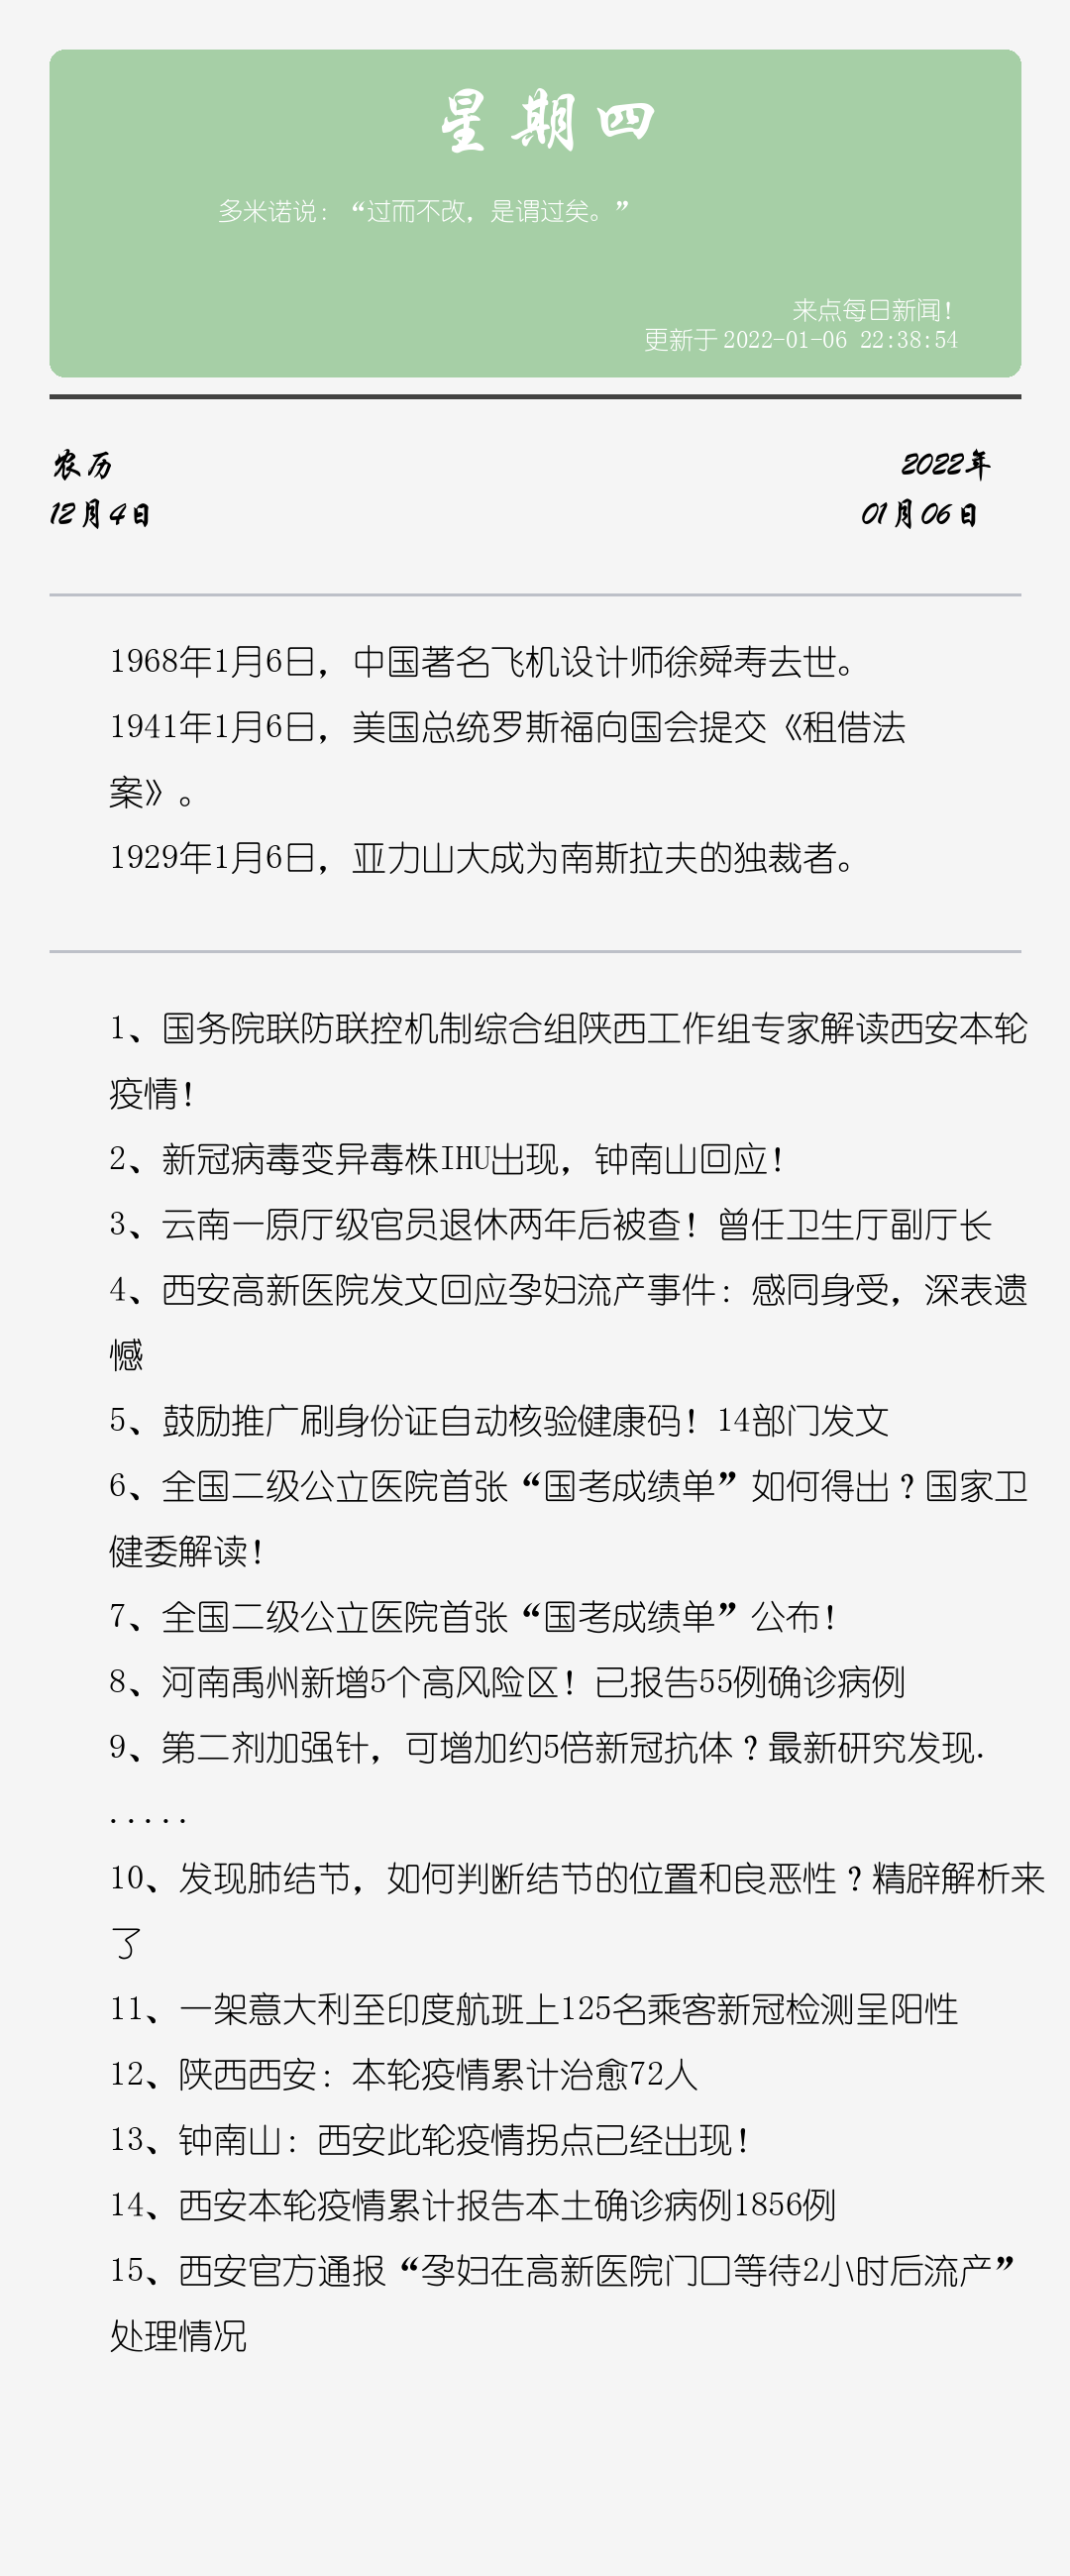 星期四
多米诺说：“过而不改，是谓过矣。”
来点每日新闻！
更新于 2022-01-06 22:38:54
农历
2022年
12月4日
01月06日
1968年1月6日，中国著名飞机设计师徐舜寿去世。
1941年1月6日，美国总统罗斯福向国会提交《租借法
案》。
1929年1月6日，亚力山大成为南斯拉夫的独裁者。
1、国务院联防联控机制综合组陕西工作组专家解读西安本轮
疫情！
2、新冠病毒变异毒株IHU出现，钟南山回应！
3、云南一原厅级官员退休两年后被查！曾任卫生厅副厅长
4、西安高新医院发文回应孕妇流产事件：感同身受，深表遗
憾
5、鼓励推广刷身份证自动核验健康码！14部门发文
6、全国二级公立医院首张“国考成绩单”如何得出？国家卫
健委解读！
7、全国二级公立医院首张“国考成绩单”公布！
8、河南禹州新增5个高风险区！已报告55例确诊病例
9、第二剂加强针，可增加约5倍新冠抗体？最新研究发现.
.....
10、发现肺结节，如何判断结节的位置和良恶性？精辟解析来
了
11、一架意大利至印度航班上125名乘客新冠检测呈阳性
12、陕西西安：本轮疫情累计治愈72人
13、钟南山：西安此轮疫情拐点已经出现！
14、西安本轮疫情累计报告本土确诊病例1856例
15、西安官方通报“孕妇在高新医院门口等待2小时后流产”
处理情况